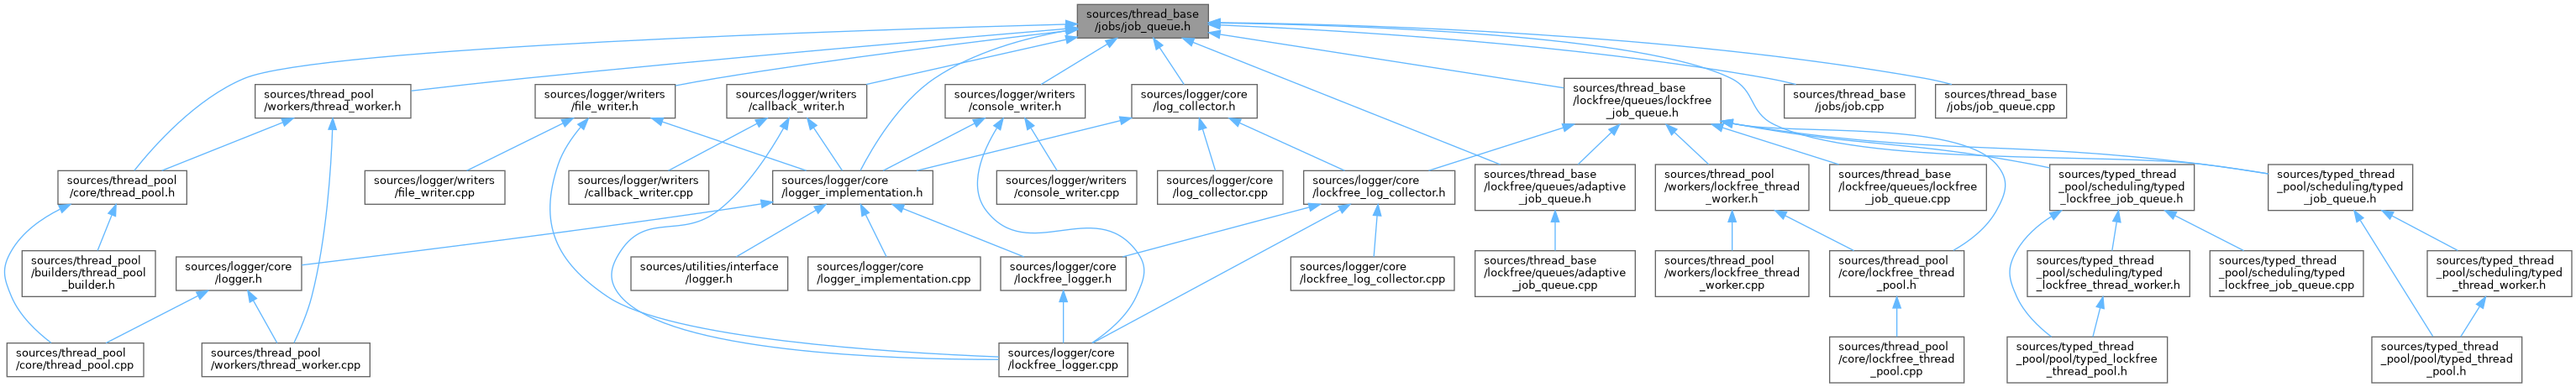 sources/thread_base
/jobs/job_queue.h
sources/thread_pool
/workers/thread_worker.h
sources/logger/writers
/file_writer.h
sources/logger/writers
/callback_writer.h
sources/logger/writers
/console_writer.h
sources/logger/core
/log_collector.h
sources/thread_base
/lockfree/queues/lockfree
_job_queue.h
sources/thread_base
/jobs/job.cpp
sources/thread_base
/jobs/job_queue.cpp
sources/thread_pool
/core/thread_pool.h
sources/logger/writers
/file_writer.cpp
sources/logger/writers
/callback_writer.cpp
sources/logger/core
/logger_implementation.h
sources/logger/writers
/console_writer.cpp
sources/logger/core
/log_collector.cpp
sources/logger/core
/lockfree_log_collector.h
sources/thread_base
/lockfree/queues/adaptive
_job_queue.h
sources/thread_pool
/workers/lockfree_thread
_worker.h
sources/thread_base
/lockfree/queues/lockfree
_job_queue.cpp
sources/typed_thread
_pool/scheduling/typed
_lockfree_job_queue.h
sources/typed_thread
_pool/scheduling/typed
_job_queue.h
sources/thread_pool
/builders/thread_pool
_builder.h
sources/logger/core
/logger.h
sources/utilities/interface
/logger.h
sources/logger/core
/logger_implementation.cpp
sources/logger/core
/lockfree_logger.h
sources/logger/core
/lockfree_log_collector.cpp
sources/thread_base
/lockfree/queues/adaptive
_job_queue.cpp
sources/thread_pool
/workers/lockfree_thread
_worker.cpp
sources/thread_pool
/core/lockfree_thread
_pool.h
sources/typed_thread
_pool/scheduling/typed
_lockfree_thread_worker.h
sources/typed_thread
_pool/scheduling/typed
_lockfree_job_queue.cpp
sources/typed_thread
_pool/scheduling/typed
_thread_worker.h
sources/thread_pool
/core/thread_pool.cpp
sources/thread_pool
/workers/thread_worker.cpp
sources/logger/core
/lockfree_logger.cpp
sources/thread_pool
/core/lockfree_thread
_pool.cpp
sources/typed_thread
_pool/pool/typed_lockfree
_thread_pool.h
sources/typed_thread
_pool/pool/typed_thread
_pool.h